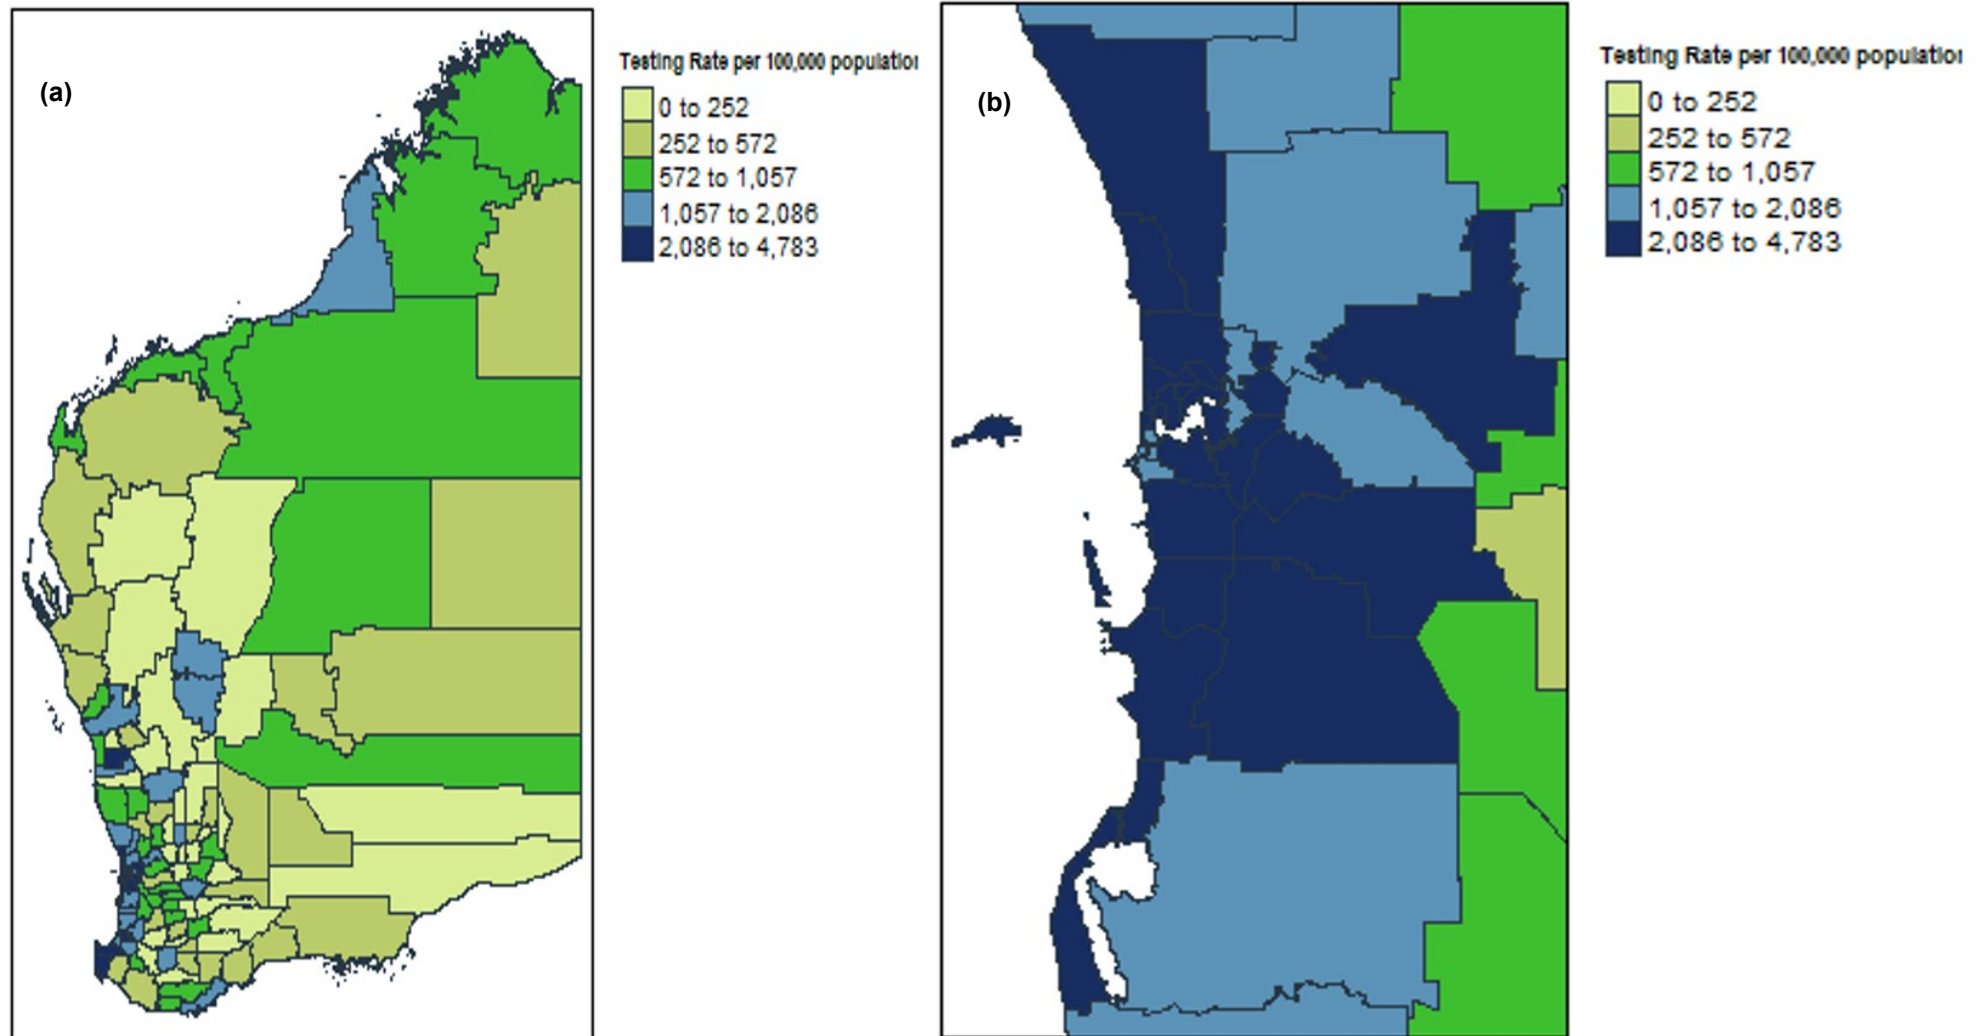 (a)
Testing Rate per 100,000 population
0 to 252
252 to 572
572 to 1,057
1,057 to 2,086
2,086 to 4,783
(b)
Testing Rate per 100,000 population
0 to 252
252 to 572
572 to 1,057
1,057 to 2,086
2,086 to 4,783